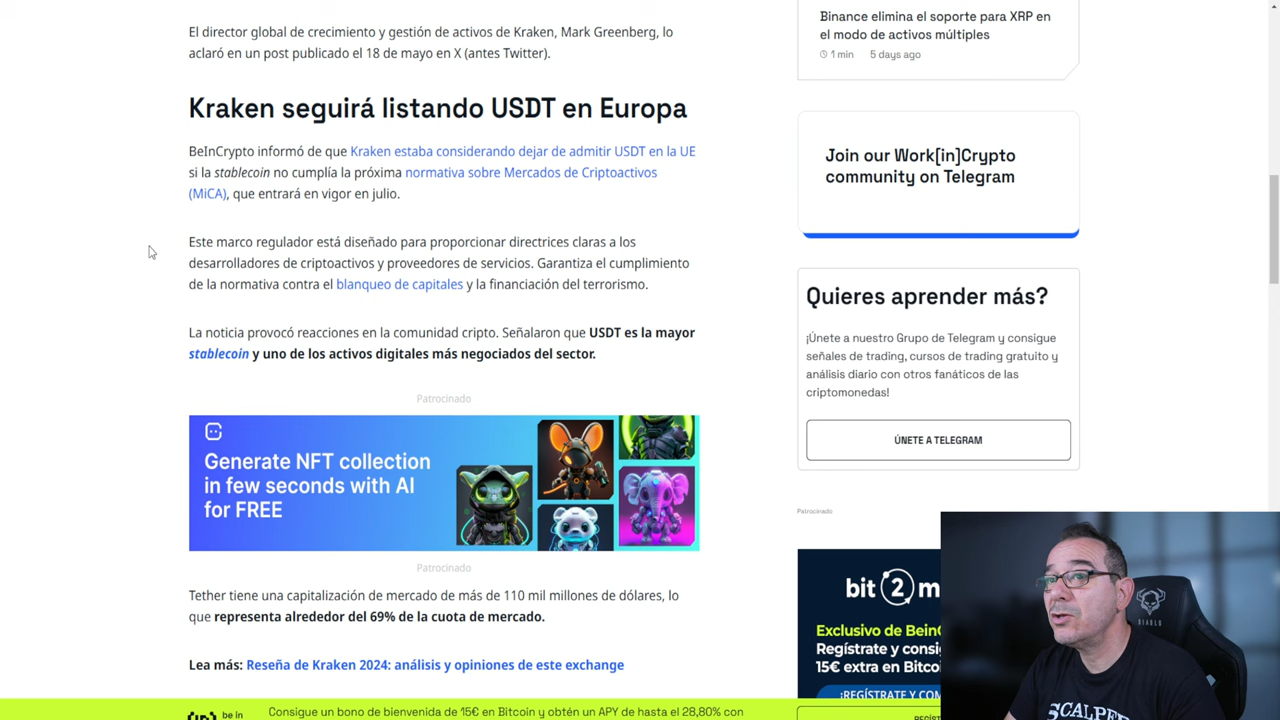 El director global de crecimiento y gestión de activos de Kraken, Mark Greenberg, lo
aclaró en un post publicado el 18 de mayo en X (antes Twitter).
Kraken seguirá listando USDT en Europa
BeInCrypto informó de que Kraken estaba considerando dejar de admitir USDT en la UE
si la stablecoin no cumplía la próxima normativa sobre Mercados de Criptoactivos
(MiCA), que entrará en vigor en julio.
Este marco regulador está diseñado para proporcionar directrices claras a los
desarrolladores de criptoactivos y proveedores de servicios. Garantiza el cumplimiento
de la normativa contra el blanqueo de capitales y la financiación del terrorismo.
La noticia provocó reacciones en la comunidad cripto. Señalaron que USDT es la mayor
stablecoin y uno de los activos digitales más negociados del sector.
Patrocinado
Generate NFT collection
in few seconds with AI
for FREE
Patrocinado
Tether tiene una capitalización de mercado de más de 110 mil millones de dólares, lo
que representa alrededor del 69% de la cuota de mercado.
Lea más: Reseña de Kraken 2024: análisis y opiniones de este exchange
Binance elimina el soporte para XRP en
el modo de activos múltiples
1 min 5 days ago
Join our Work[in]Crypto
community on Telegram
Quieres aprender más?
¡Únete a nuestro Grupo de Telegram y consigue
señales de trading, cursos de trading gratuito y
análisis diario con otros fanáticos de las
criptomonedas!
ÚNETE A TELEGRAM
Patrocinado
bit2m
Exclusivo de BeinC
Regístrate y consig
15€ extra en Bitcoi
¡REGÍSTRATE Y COM
DIABLO
SCALPER
be in
Consigue un bono de bienvenida de 15€ en Bitcoin y obtén un APY de hasta el 28,80% con